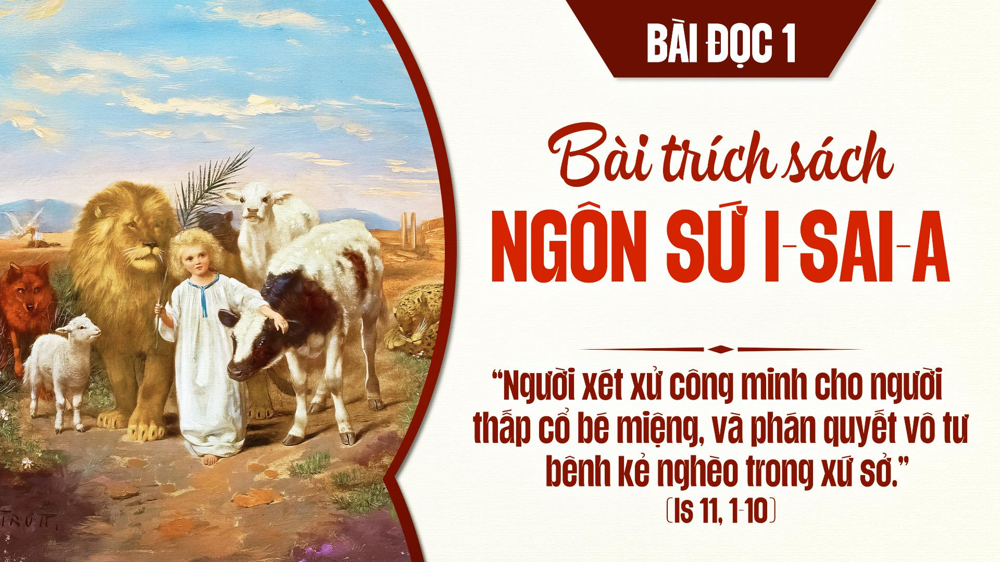 BÀI ĐỌC 1
Bài trích sách
NGÔN SỨ I-SAI-A
“Người xét xử công minh cho người
thấp cổ bé miệng, và phán quyết vô tư
bênh kẻ nghèo trong xứ sở.”
(Is 11, 1-10)